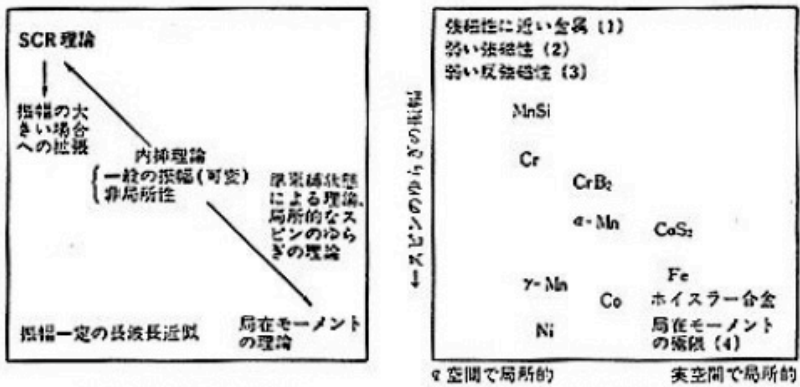 SCR理論
振幅の大
きい場合
への拡張
内挿理論
一般の振幅(可変)
非局所性
による理論、
局所的なス
ピンのゆら
ぎの理論
振幅一定の長波長近似
局在モーメント
の理論
強磁性に近い金属 (1)
弱い強磁性 (2)
弱い反強磁性 (3)
MnSi
Cr
CrB₂
α-Mn
CoS₂
γ-Mn
Fe
Co
ホイスラー合金
Ni
局在モーメント
の極限 (4)
←スピンのゆらぎの振幅
q 空間で局所的
実空間で局所的